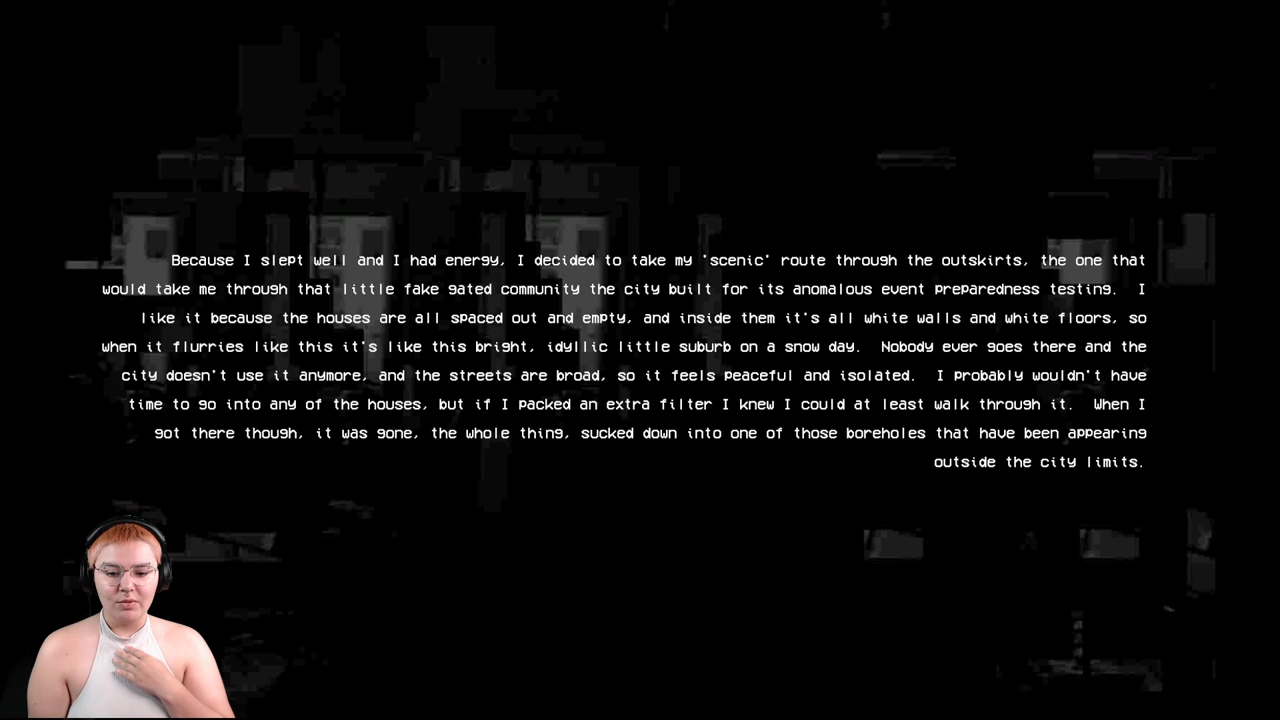 Because I slept well and I had energy, I decided to take my 'scenic' route through the outskirts, the one that
would take me through that little fake gated community the city built for its anomalous event preparedness testing.  I
like it because the houses are all spaced out and empty, and inside them it's all white walls and white floors, so
when it flurries like this it's like this bright, idyllic little suburb on a snow day.  Nobody ever goes there and the
city doesn't use it anymore, and the streets are broad, so it feels peaceful and isolated.  I probably wouldn't have
time to go into any of the houses, but if I packed an extra filter I knew I could at least walk through it.  When I
got there though, it was gone, the whole thing, sucked down into one of those boreholes that have been appearing
outside the city limits.